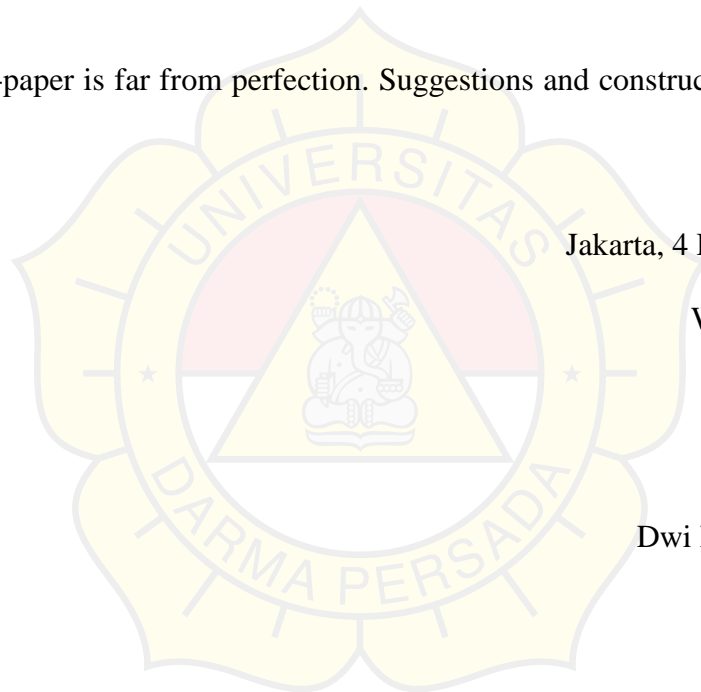 -paper is far from perfection. Suggestions and construc
UNIVERSITAS
Jakarta, 4
DARMA PERSADA
Dwi